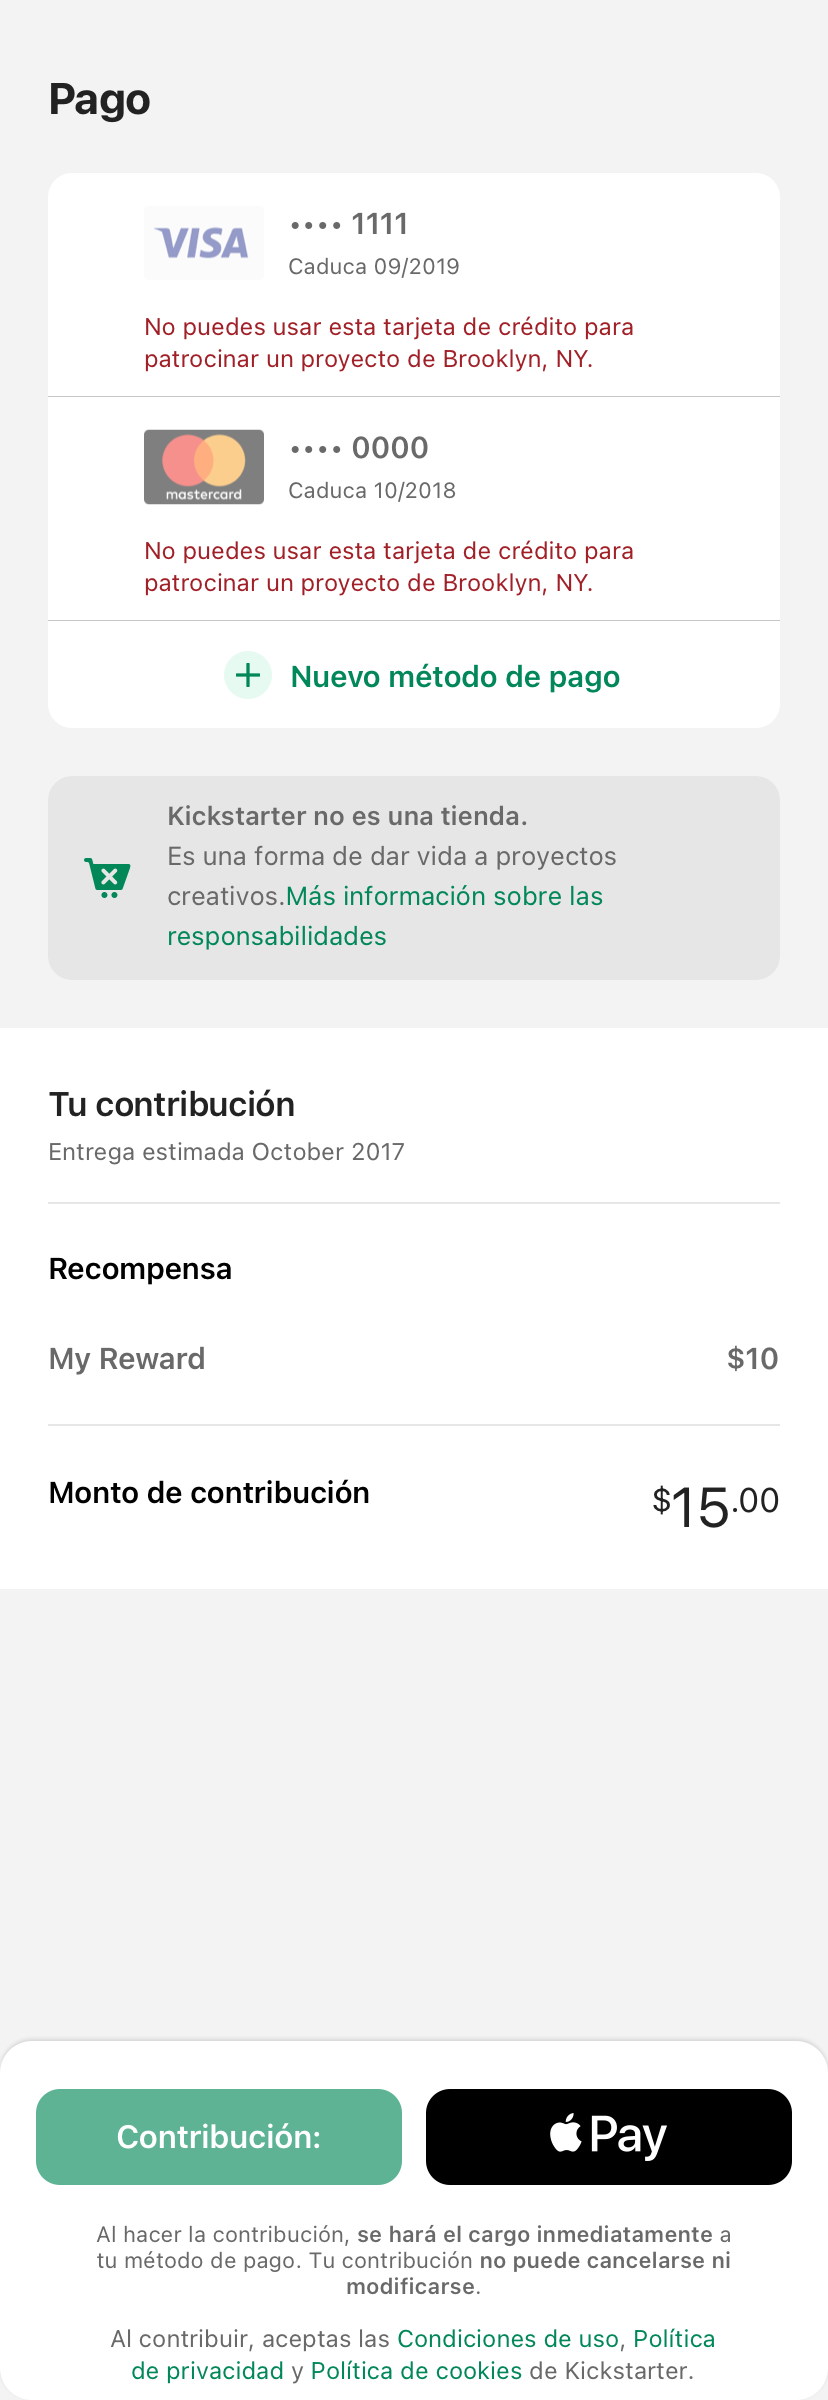 Pago
VISA
•••• 1111
Caduca 09/2019
No puedes usar esta tarjeta de crédito para
patrocinar un proyecto de Brooklyn, NY.
mastercard
•••• 0000
Caduca 10/2018
No puedes usar esta tarjeta de crédito para
patrocinar un proyecto de Brooklyn, NY.
Nuevo método de pago
Kickstarter no es una tienda.
Es una forma de dar vida a proyectos
creativos.Más información sobre las
responsabilidades
Tu contribución
Entrega estimada October 2017
Recompensa
My Reward $10
Monto de contribución $15.00
Contribución: Pay
Al hacer la contribución, se hará el cargo inmediatamente a
tu método de pago. Tu contribución no puede cancelarse ni
modificarse.
Al contribuir, aceptas las Condiciones de uso, Política
de privacidad y Política de cookies de Kickstarter.